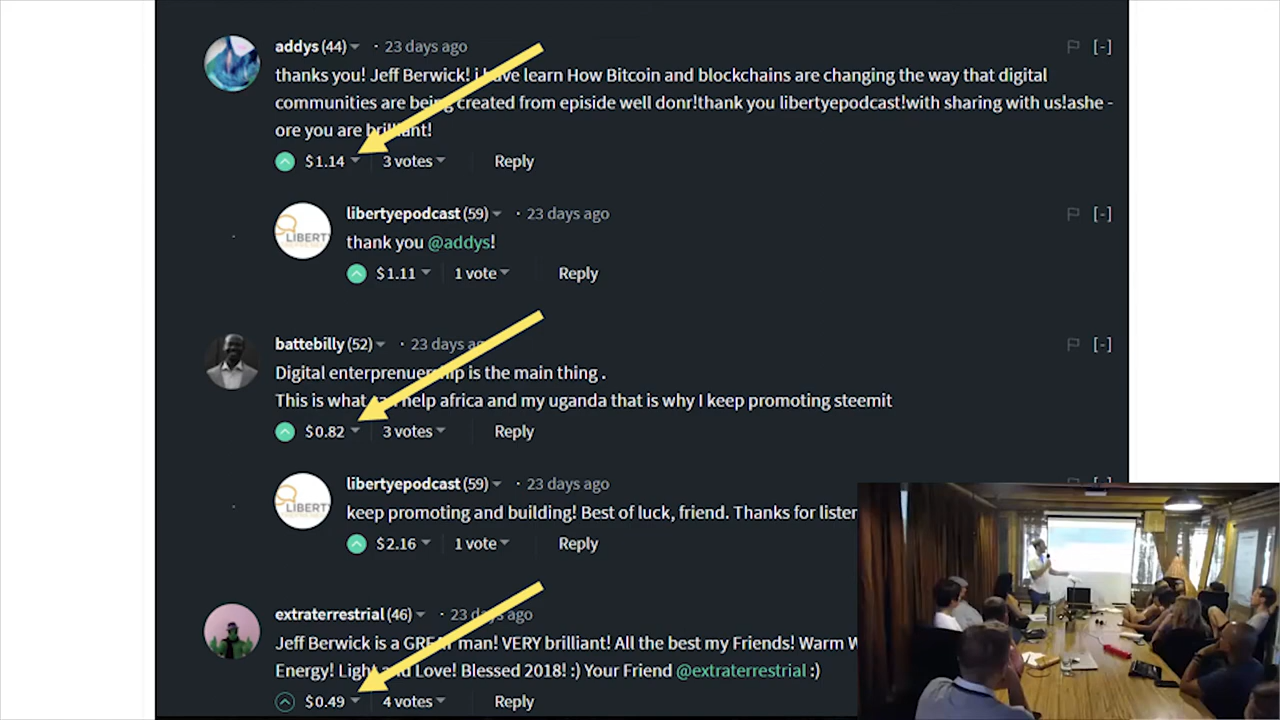 addys (44) · 23 days ago [-]
thanks you! Jeff Berwick! i have learn How Bitcoin and blockchains are changing the way that digital
communities are being created from episide well donr!thank you libertyepodcast!with sharing with us!ashe -
ore you are brilliant!
$1.14 3 votes Reply
libertyepodcast (59) · 23 days ago [-]
LIBERT
thank you @addys!
$1.11 1 vote Reply
battebilly (52) · 23 days ago [-]
Digital enterprenuership is the main thing .
This is what can help africa and my uganda that is why I keep promoting steemit
$0.82 3 votes Reply
libertyepodcast (59) · 23 days ago [-]
LIBERT
keep promoting and building! Best of luck, friend. Thanks for listen
$2.16 1 vote Reply
extraterrestrial (46) · 23 days ago
Jeff Berwick is a GREAT man! VERY brilliant! All the best my Friends! Warm W
Energy! Light and Love! Blessed 2018! :) Your Friend @extraterrestrial :)
$0.49 4 votes Reply